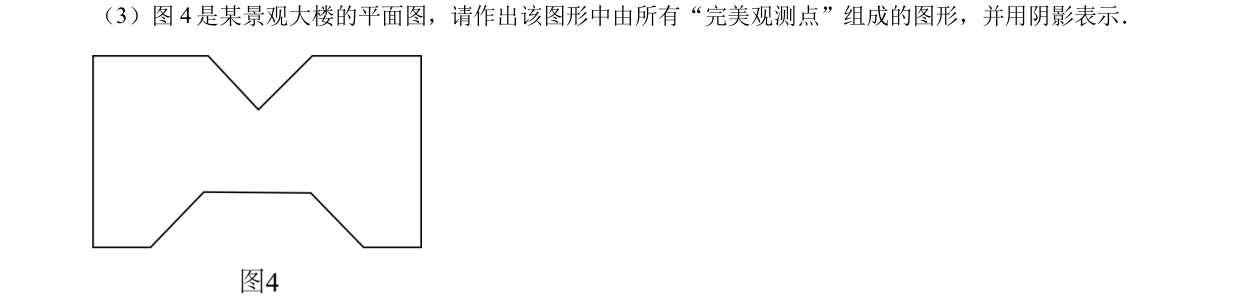 （3）图 4 是某景观大楼的平面图，请作出该图形中由所有“完美观测点”组成的图形，并用阴影表示．
图4